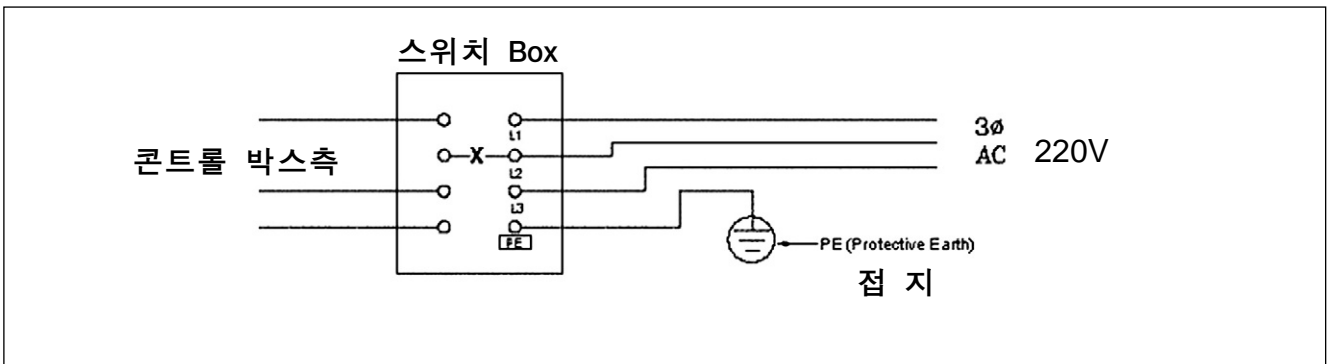 스위치 Box
L1
3ø
콘트롤 박스측
X
AC 220V
L2
L3
PE
PE(Protective Earth)
접 지